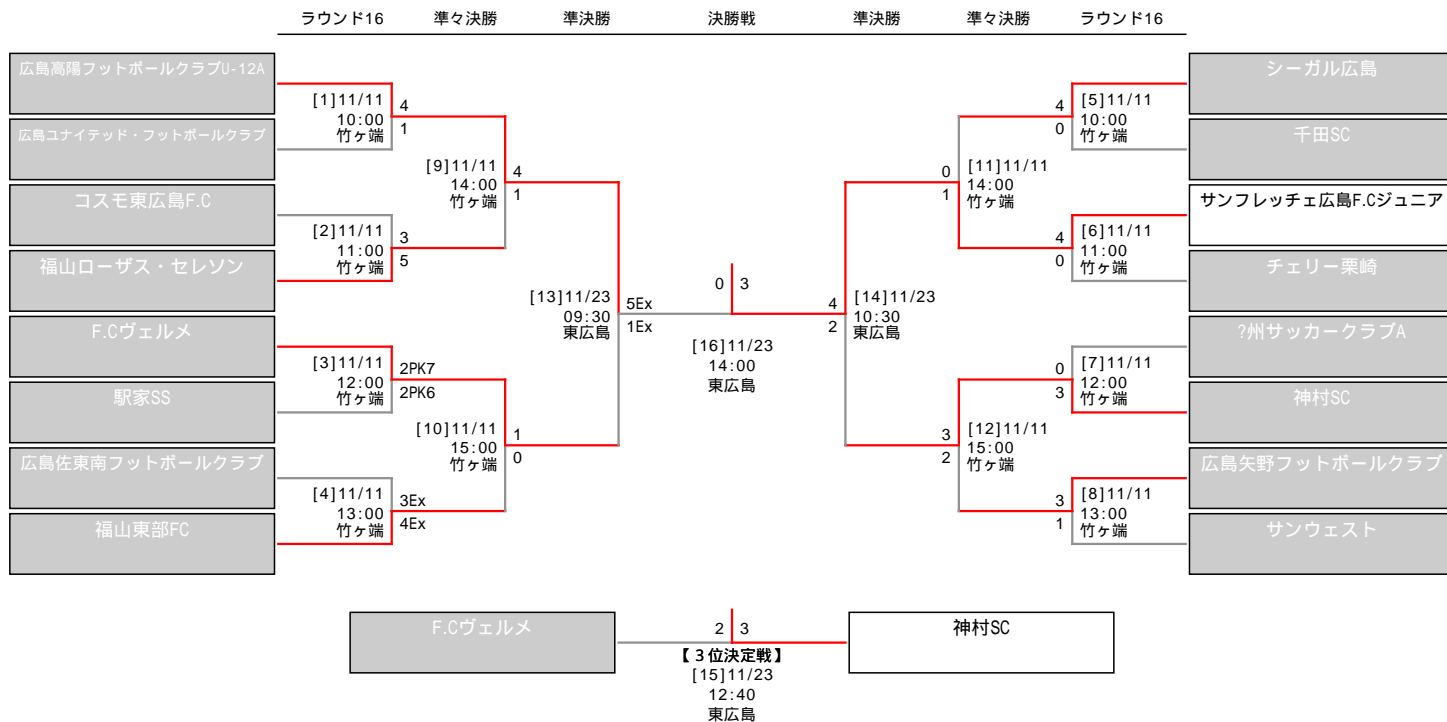 ラウンド16 準々決勝 準決勝 決勝戦 準決勝 準々決勝 ラウンド16
広島高陽フットボールクラブU-12A
[1]11/11
10:00
竹ヶ端
4
1
広島ユナイテッド・フットボールクラブ
[9]11/11
14:00
竹ヶ端
4
1
コスモ東広島F.C
[2]11/11
11:00
竹ヶ端
3
5
福山ローザス・セレソン
[13]11/23
09:30
東広島
5Ex
1Ex
F.Cヴェルメ
[3]11/11
12:00
竹ヶ端
2PK7
2PK6
駅家SS
[10]11/11
15:00
竹ヶ端
1
0
広島佐東南フットボールクラブ
[4]11/11
13:00
竹ヶ端
3Ex
4Ex
福山東部FC
0 3
[16]11/23
14:00
東広島
シーガル広島
4
0
[5]11/11
10:00
竹ヶ端
千田SC
0
1
[11]11/11
14:00
竹ヶ端
サンフレッチェ広島F.Cジュニア
4
0
[6]11/11
11:00
竹ヶ端
チェリー栗崎
4
2
[14]11/23
10:30
東広島
?州サッカークラブA
0
3
[7]11/11
12:00
竹ヶ端
神村SC
3
2
[12]11/11
15:00
竹ヶ端
広島矢野フットボールクラブ
3
1
[8]11/11
13:00
竹ヶ端
サンウェスト
F.Cヴェルメ
2 3
神村SC
【３位決定戦】
[15]11/23
12:40
東広島